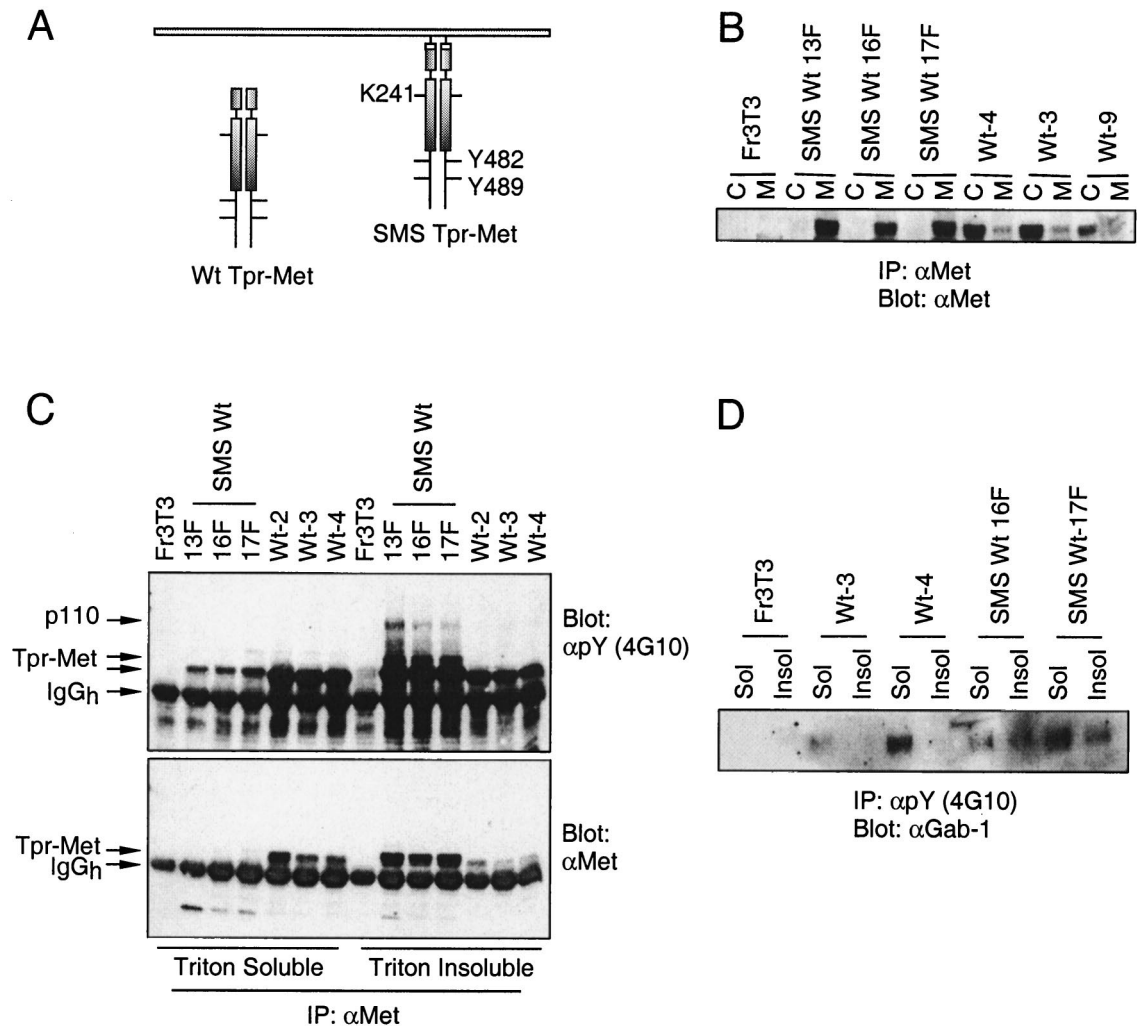 A
K241
Y482
Y489
SMS Tpr-Met
Wt Tpr-Met
B
Fr3T3
SMS Wt 13F
SMS Wt 16F
SMS Wt 17F
Wt-4
Wt-3
Wt-9
C M C M C M C M C M C M C M
IP: αMet
Blot: αMet
C
SMS Wt
SMS Wt
Fr3T3 13F 16F 17F Wt-2 Wt-3 Wt-4 Fr3T3 13F 16F 17F Wt-2 Wt-3 Wt-4
p110
Tpr-Met
IgGh
Blot:
αpY (4G10)
Tpr-Met
IgGh
Blot:
αMet
Triton Soluble
Triton Insoluble
IP: αMet
D
Fr3T3
Wt-3
Wt-4
SMS Wt 16F
SMS Wt-17F
Sol Insol Sol Insol Sol Insol Sol Insol Sol Insol
IP: αpY (4G10)
Blot: αGab-1